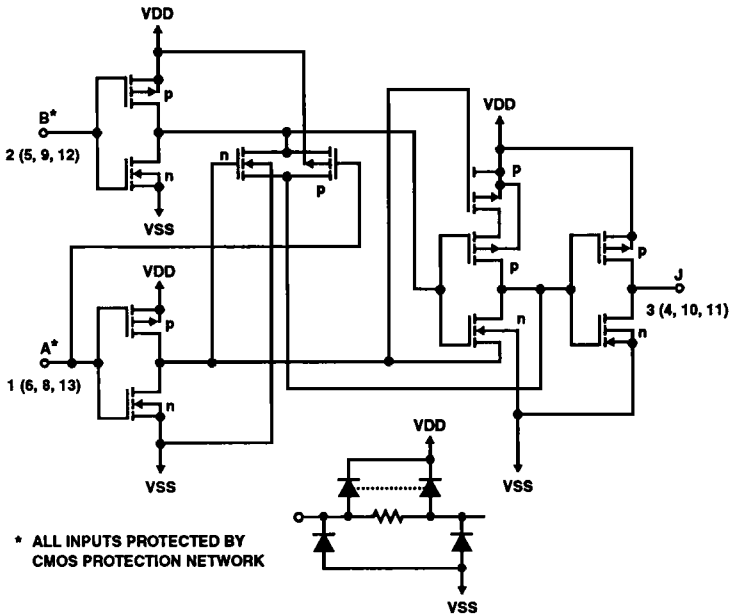 VDD
p
B*
2 (5, 9, 12)
n
VSS
n
p
VDD
p
p
n
VDD
p
A*
1 (6, 8, 13)
n
VSS
p
J
3 (4, 10, 11)
n
VSS
VDD
VSS
* ALL INPUTS PROTECTED BY
CMOS PROTECTION NETWORK